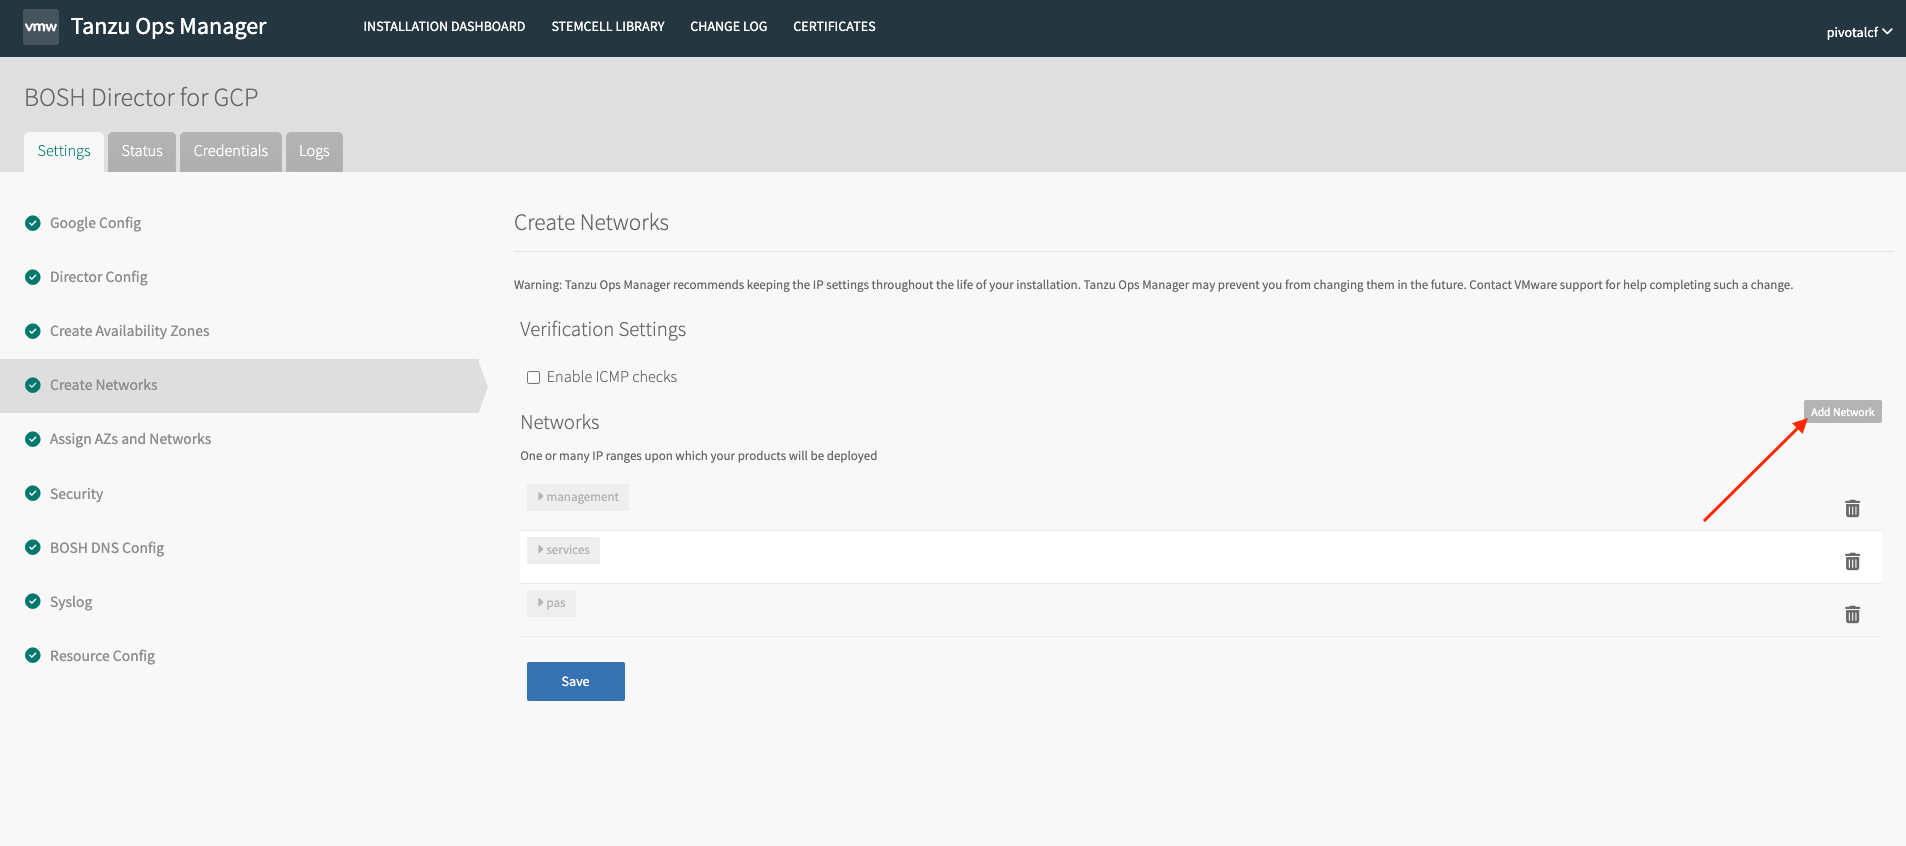 vmw Tanzu Ops Manager INSTALLATION DASHBOARD STEMCELL LIBRARY CHANGE LOG CERTIFICATES pivotalcf
BOSH Director for GCP
Settings Status Credentials Logs
Google Config
Director Config
Create Availability Zones
Create Networks
Assign AZs and Networks
Security
BOSH DNS Config
Syslog
Resource Config
Create Networks
Warning: Tanzu Ops Manager recommends keeping the IP settings throughout the life of your installation. Tanzu Ops Manager may prevent you from changing them in the future. Contact VMware support for help completing such a change.
Verification Settings
Enable ICMP checks
Networks
Add Network
One or many IP ranges upon which your products will be deployed
management
services
pas
Save